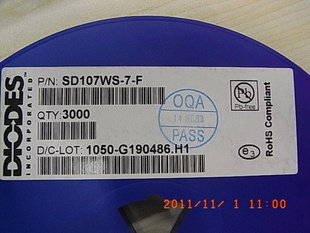 DIODES
INCORPORATED
P/N: SD107WS-7-F
QTY:3000
D/C-LOT: 1050-G190486.H1
OQA
PASS
Pb-free
RoHS Compliant
e3
2011/11/ 1 11:00